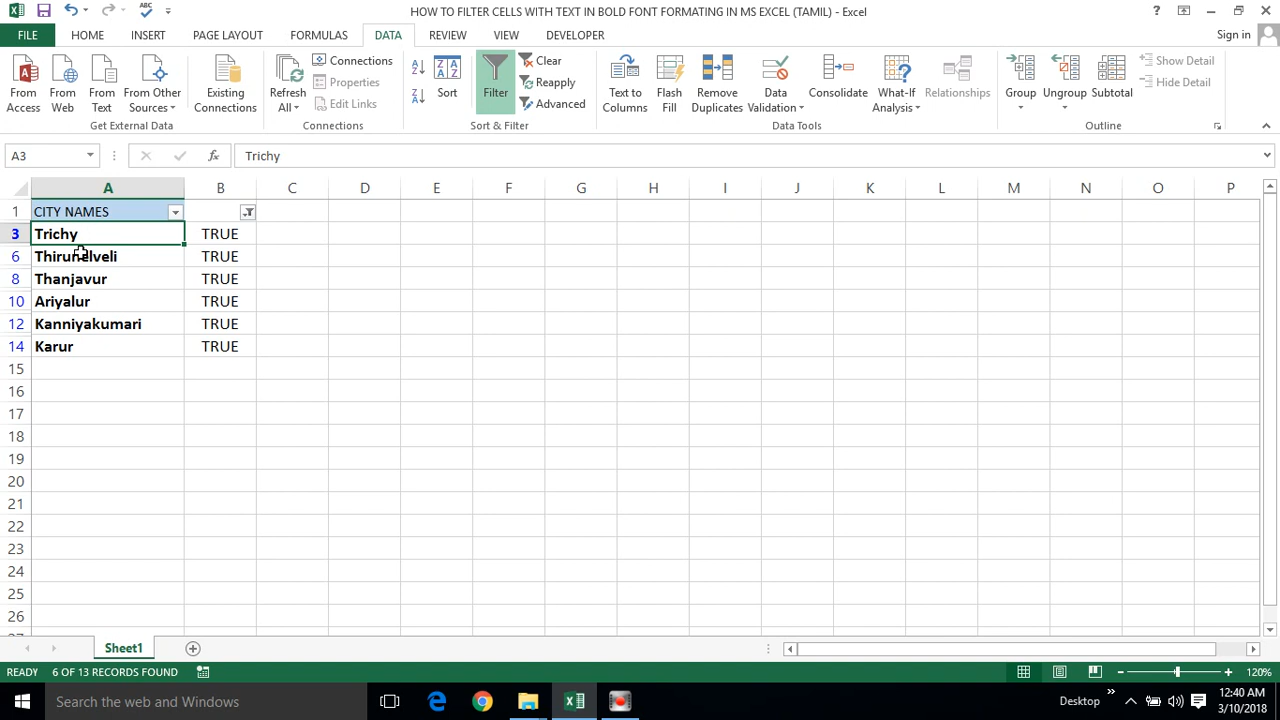 HOW TO FILTER CELLS WITH TEXT IN BOLD FONT FORMATING IN MS EXCEL (TAMIL) - Excel
FILE HOME INSERT PAGE LAYOUT FORMULAS DATA REVIEW VIEW DEVELOPER Sign in
From Access
From Web
From Text
From Other Sources
Existing Connections
Get External Data
Refresh All
Connections
Properties
Edit Links
Connections
Sort
Filter
Clear
Reapply
Advanced
Sort & Filter
Text to Columns
Flash Fill
Remove Duplicates
Data Validation
Consolidate
What-If Analysis
Relationships
Data Tools
Group
Ungroup
Subtotal
Show Detail
Hide Detail
Outline
A3 fx Trichy
A B C D E F G H I J K L M N O P
1 CITY NAMES
3 Trichy TRUE
6 Thirunelveli TRUE
8 Thanjavur TRUE
10 Ariyalur TRUE
12 Kanniyakumari TRUE
14 Karur TRUE
15
16
17
18
19
20
21
22
23
24
25
26
Sheet1
READY 6 OF 13 RECORDS FOUND 120%
Search the web and Windows
Desktop
12:40 AM
3/10/2018